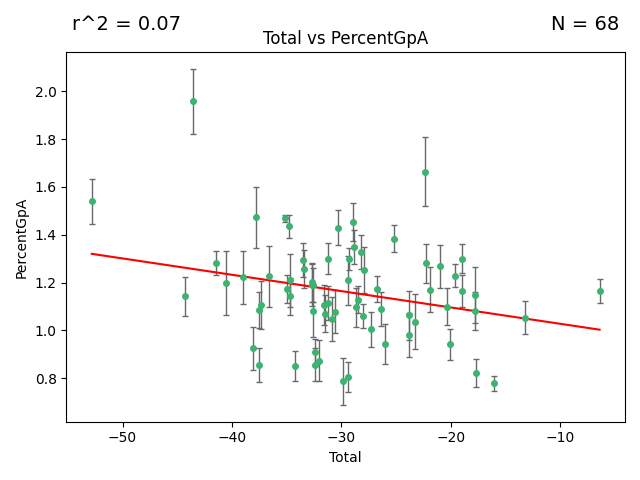 r^2 = 0.07
N = 68
Total vs PercentGpA
PercentGpA
2.0
1.8
1.6
1.4
1.2
1.0
0.8
−50
−40
−30
−20
−10
Total